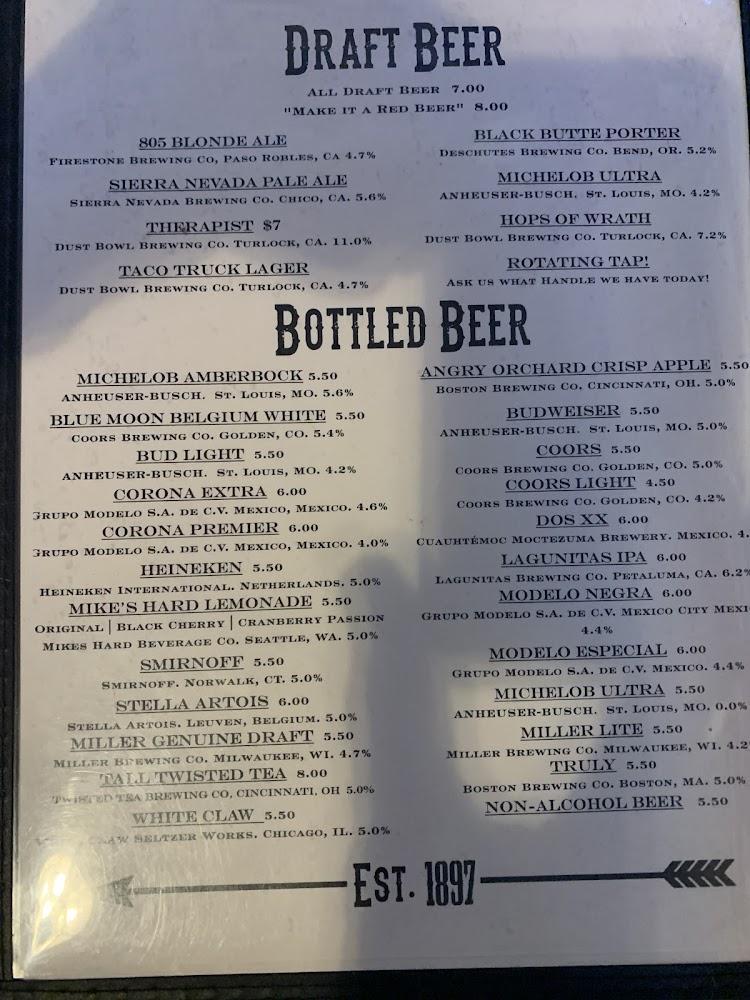 DRAFT BEER
ALL DRAFT BEER 7.00
"MAKE IT A RED BEER" 8.00
805 BLONDE ALE
FIRESTONE BREWING CO, PASO ROBLES, CA 4.7%
SIERRA NEVADA PALE ALE
SIERRA NEVADA BREWING CO. CHICO, CA. 5.6%
THERAPIST $7
DUST BOWL BREWING CO. TURLOCK, CA. 11.0%
TACO TRUCK LAGER
DUST BOWL BREWING CO. TURLOCK, CA. 4.7%
BLACK BUTTE PORTER
DESCHUTES BREWING CO. BEND, OR. 5.2%
MICHELOB ULTRA
ANHEUSER-BUSCH. ST. LOUIS, MO. 4.2%
HOPS OF WRATH
DUST BOWL BREWING CO. TURLOCK, CA. 7.2%
ROTATING TAP!
ASK US WHAT HANDLE WE HAVE TODAY!
BOTTLED BEER
MICHELOB AMBERBOCK 5.50
ANHEUSER-BUSCH. ST. LOUIS, MO. 5.6%
BLUE MOON BELGIUM WHITE 5.50
COORS BREWING CO. GOLDEN, CO. 5.4%
BUD LIGHT 5.50
ANHEUSER-BUSCH. ST. LOUIS, MO. 4.2%
CORONA EXTRA 6.00
GRUPO MODELO S.A. DE C.V. MEXICO, MEXICO. 4.6%
CORONA PREMIER 6.00
GRUPO MODELO S.A. DE C.V. MEXICO, MEXICO. 4.0%
HEINEKEN 5.50
HEINEKEN INTERNATIONAL. NETHERLANDS. 5.0%
MIKE'S HARD LEMONADE 5.50
ORIGINAL | BLACK CHERRY | CRANBERRY PASSION
MIKES HARD BEVERAGE CO. SEATTLE, WA. 5.0%
SMIRNOFF 5.50
SMIRNOFF. NORWALK, CT. 5.0%
STELLA ARTOIS 6.00
STELLA ARTOIS. LEUVEN, BELGIUM. 5.0%
MILLER GENUINE DRAFT 5.50
MILLER BREWING CO. MILWAUKEE, WI. 4.7%
TALL TWISTED TEA 8.00
TWISTED TEA BREWING CO, CINCINNATI, OH 5.0%
WHITE CLAW 5.50
CLAW SELTZER WORKS. CHICAGO, IL. 5.0%
ANGRY ORCHARD CRISP APPLE 5.50
BOSTON BREWING CO, CINCINNATI, OH. 5.0%
BUDWEISER 5.50
ANHEUSER-BUSCH. ST. LOUIS, MO. 5.0%
COORS 5.50
COORS BREWING CO. GOLDEN, CO. 5.0%
COORS LIGHT 4.50
COORS BREWING CO. GOLDEN, CO. 4.2%
DOS XX 6.00
CUAUHTÉMOC MOCTEZUMA BREWERY. MEXICO. 4.
LAGUNITAS IPA 6.00
LAGUNITAS BREWING CO. PETALUMA, CA. 6.2%
MODELO NEGRA 6.00
GRUPO MODELO S.A. DE C.V. MEXICO CITY MEXI
4.4%
MODELO ESPECIAL 6.00
GRUPO MODELO S.A. DE C.V. MEXICO. 4.4%
MICHELOB ULTRA 5.50
ANHEUSER-BUSCH. ST. LOUIS, MO. 0.0%
MILLER LITE 5.50
MILLER BREWING CO. MILWAUKEE, WI. 4.2
TRULY 5.50
BOSTON BREWING CO. BOSTON, MA. 5.0%
NON-ALCOHOL BEER 5.50
EST. 1897